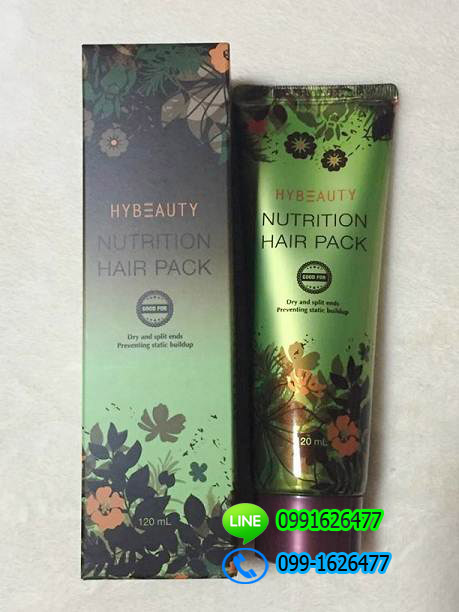 HYBEAUTY
NUTRITION
HAIR PACK
GOOD FOR
Dry and split ends
Preventing static buildup
120 mL
HYBEAUTY
NUTRITION
HAIR PACK
GOOD FOR
Dry and split ends
Preventing static buildup
120 mL
LINE 0991626477
099-1626477